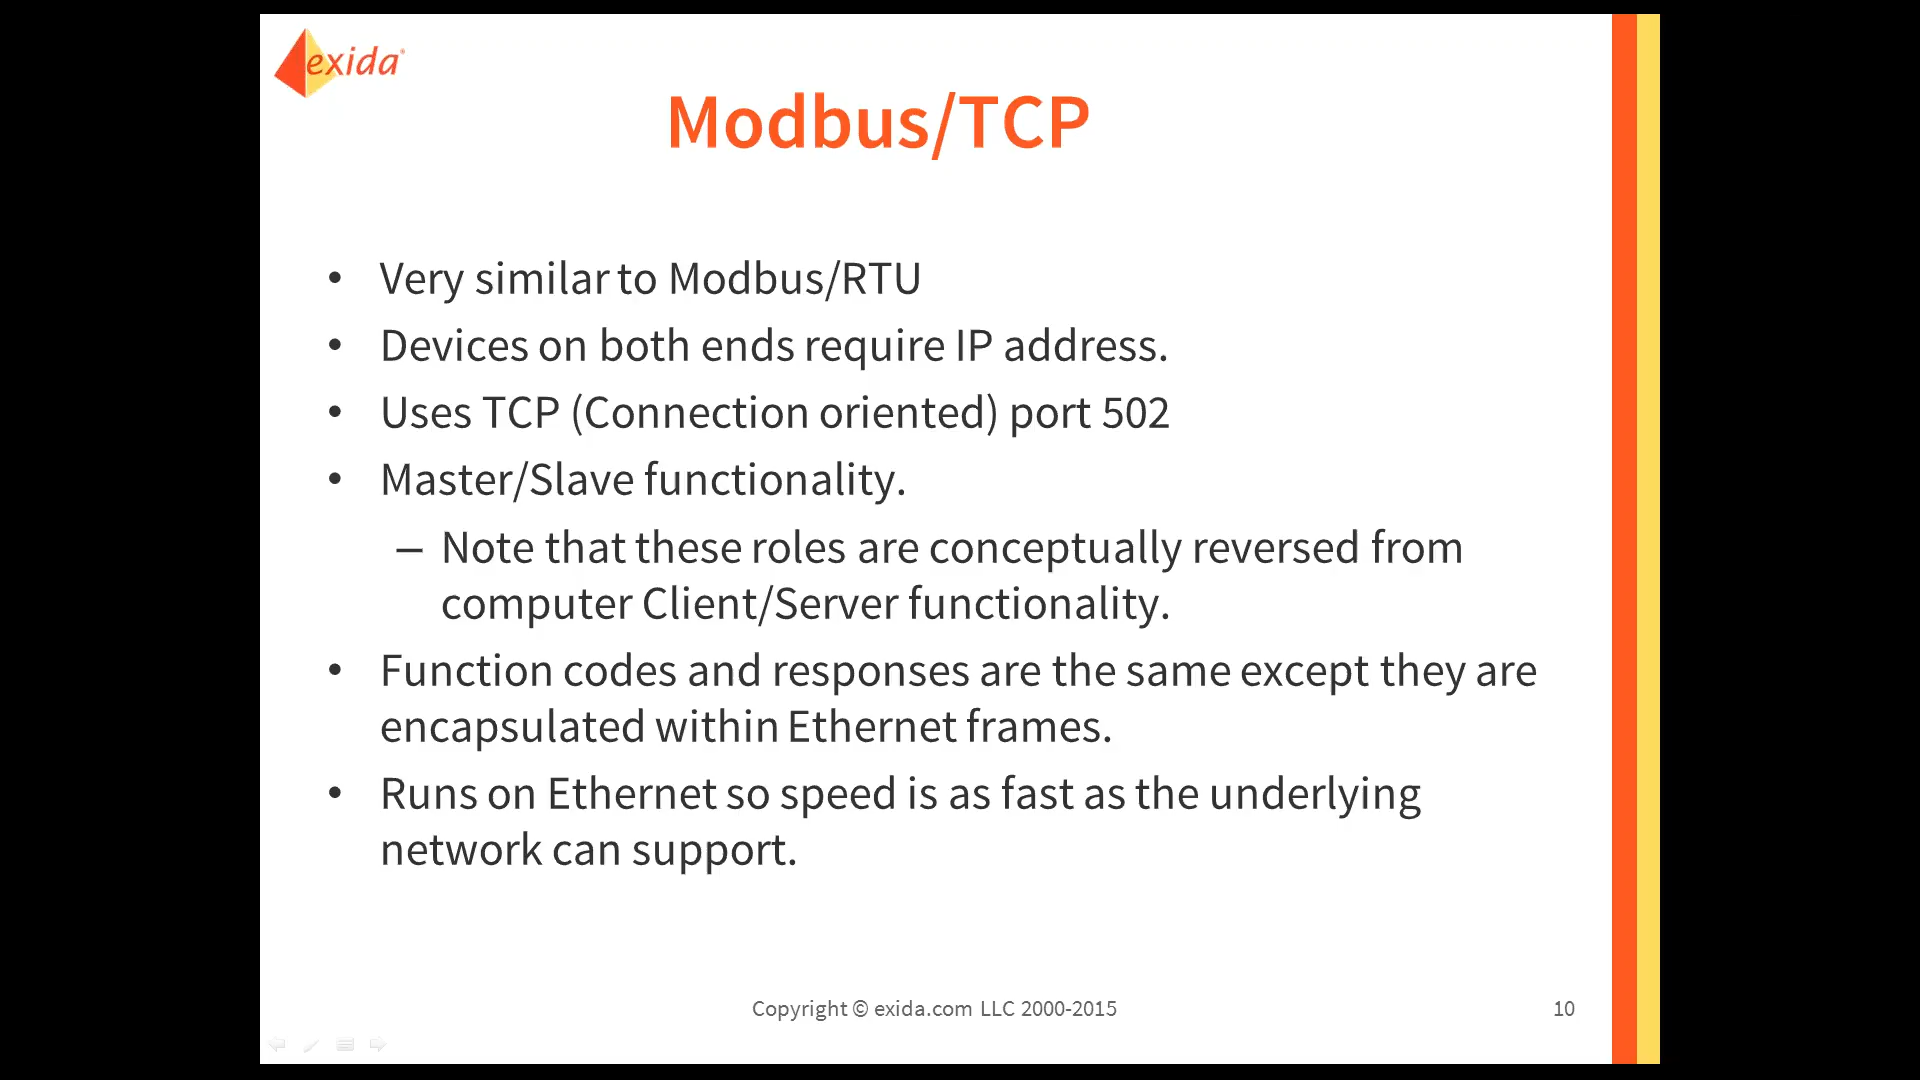 exida
Modbus/TCP
• Very similar to Modbus/RTU
• Devices on both ends require IP address.
• Uses TCP (Connection oriented) port 502
• Master/Slave functionality.
– Note that these roles are conceptually reversed from
computer Client/Server functionality.
• Function codes and responses are the same except they are
encapsulated within Ethernet frames.
• Runs on Ethernet so speed is as fast as the underlying
network can support.
Copyright © exida.com LLC 2000-2015
10